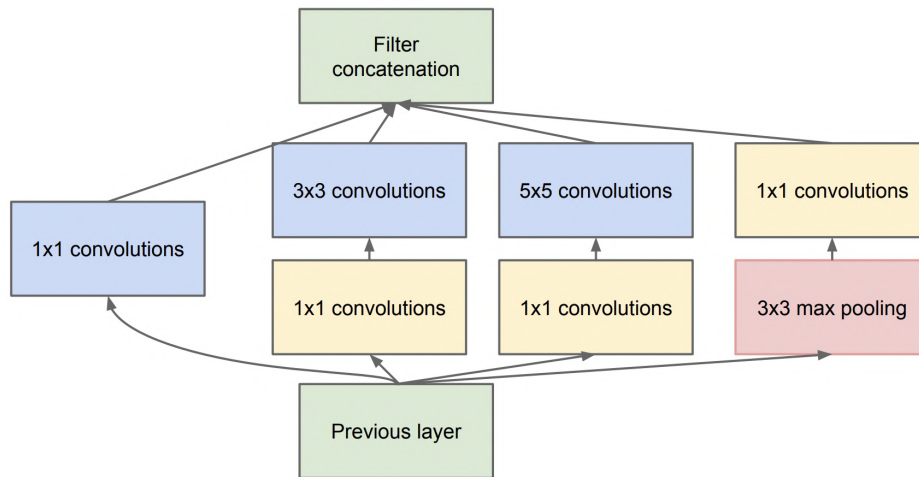 Filter
concatenation
3x3 convolutions
5x5 convolutions
1x1 convolutions
1x1 convolutions
1x1 convolutions
1x1 convolutions
3x3 max pooling
Previous layer